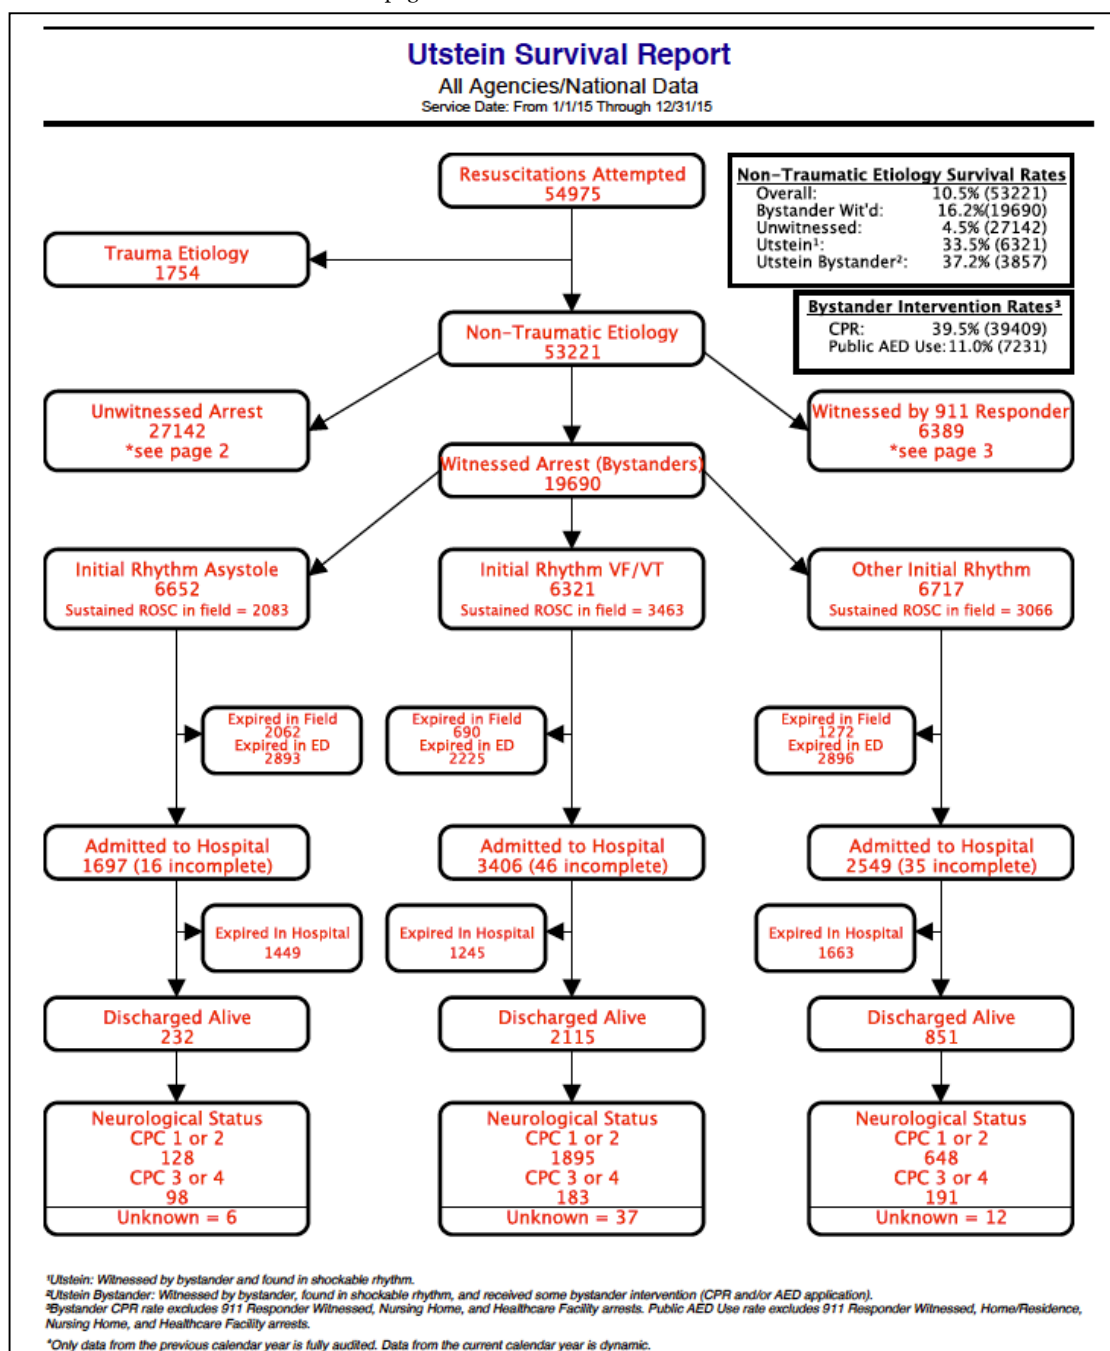 Utstein Survival Report
All Agencies/National Data
Service Date: From 1/1/15 Through 12/31/15
Resuscitations Attempted
54975
Non-Traumatic Etiology Survival Rates
Overall: 10.5% (53221)
Bystander Wit'd: 16.2%(19690)
Unwitnessed: 4.5% (27142)
Utstein¹: 33.5% (6321)
Utstein Bystander²: 37.2% (3857)
Trauma Etiology
1754
Bystander Intervention Rates³
CPR: 39.5% (39409)
Public AED Use: 11.0% (7231)
Non-Traumatic Etiology
53221
Unwitnessed Arrest
27142
*see page 2
Witnessed by 911 Responder
6389
*see page 3
Witnessed Arrest (Bystanders)
19690
Initial Rhythm Asystole
6652
Sustained ROSC in field = 2083
Initial Rhythm VF/VT
6321
Sustained ROSC in field = 3463
Other Initial Rhythm
6717
Sustained ROSC in field = 3066
Expired in Field
2062
Expired in ED
2893
Expired in Field
690
Expired in ED
2225
Expired in Field
1272
Expired in ED
2896
Admitted to Hospital
1697 (16 incomplete)
Admitted to Hospital
3406 (46 incomplete)
Admitted to Hospital
2549 (35 incomplete)
Expired In Hospital
1449
Expired In Hospital
1245
Expired In Hospital
1663
Discharged Alive
232
Discharged Alive
2115
Discharged Alive
851
Neurological Status
CPC 1 or 2
128
CPC 3 or 4
98
Unknown = 6
Neurological Status
CPC 1 or 2
1895
CPC 3 or 4
183
Unknown = 37
Neurological Status
CPC 1 or 2
648
CPC 3 or 4
191
Unknown = 12
¹Utstein: Witnessed by bystander and found in shockable rhythm.
²Utstein Bystander: Witnessed by bystander, found in shockable rhythm, and received some bystander intervention (CPR and/or AED application).
³Bystander CPR rate excludes 911 Responder Witnessed, Nursing Home, and Healthcare Facility arrests. Public AED Use rate excludes 911 Responder Witnessed, Home/Residence,
Nursing Home, and Healthcare Facility arrests.
*Only data from the previous calendar year is fully audited. Data from the current calendar year is dynamic.